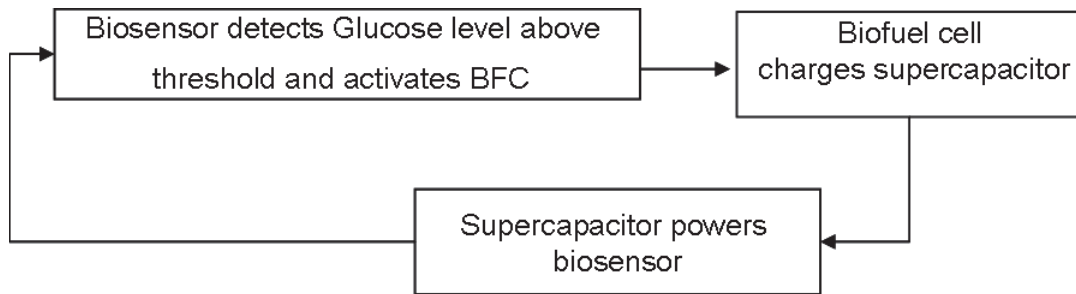 Biosensor detects Glucose level above
threshold and activates BFC
Biofuel cell
charges supercapacitor
Supercapacitor powers
biosensor